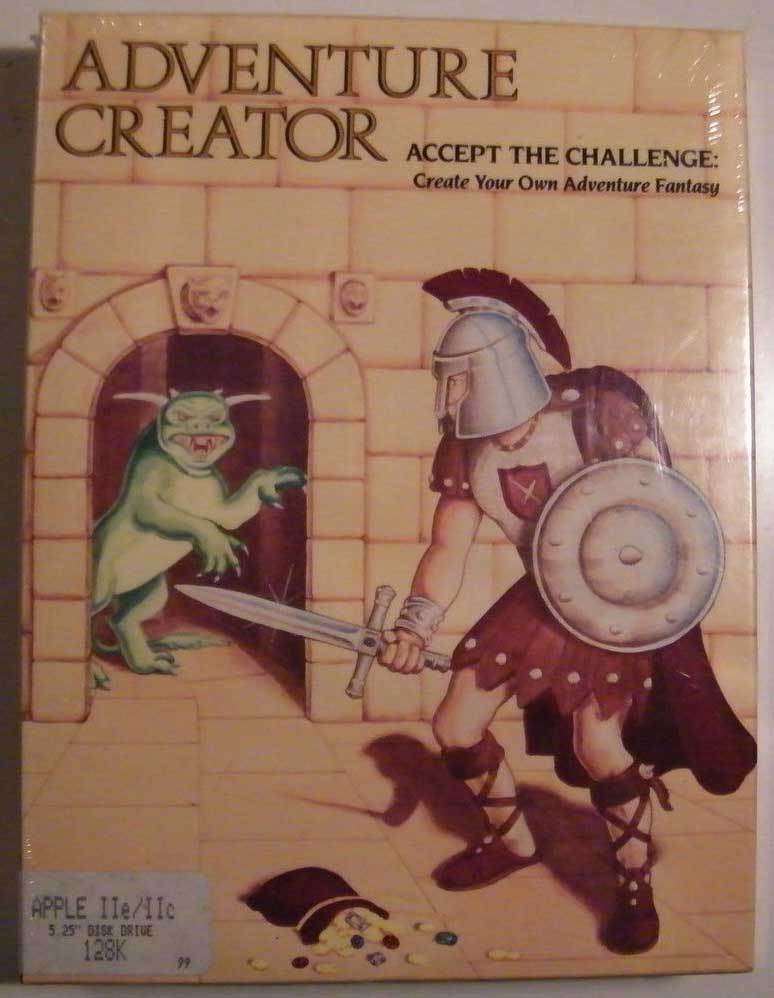 ADVENTURE
CREATOR
ACCEPT THE CHALLENGE:
Create Your Own Adventure Fantasy
APPLE IIe/IIc
5.25" DISK DRIVE
128K
99